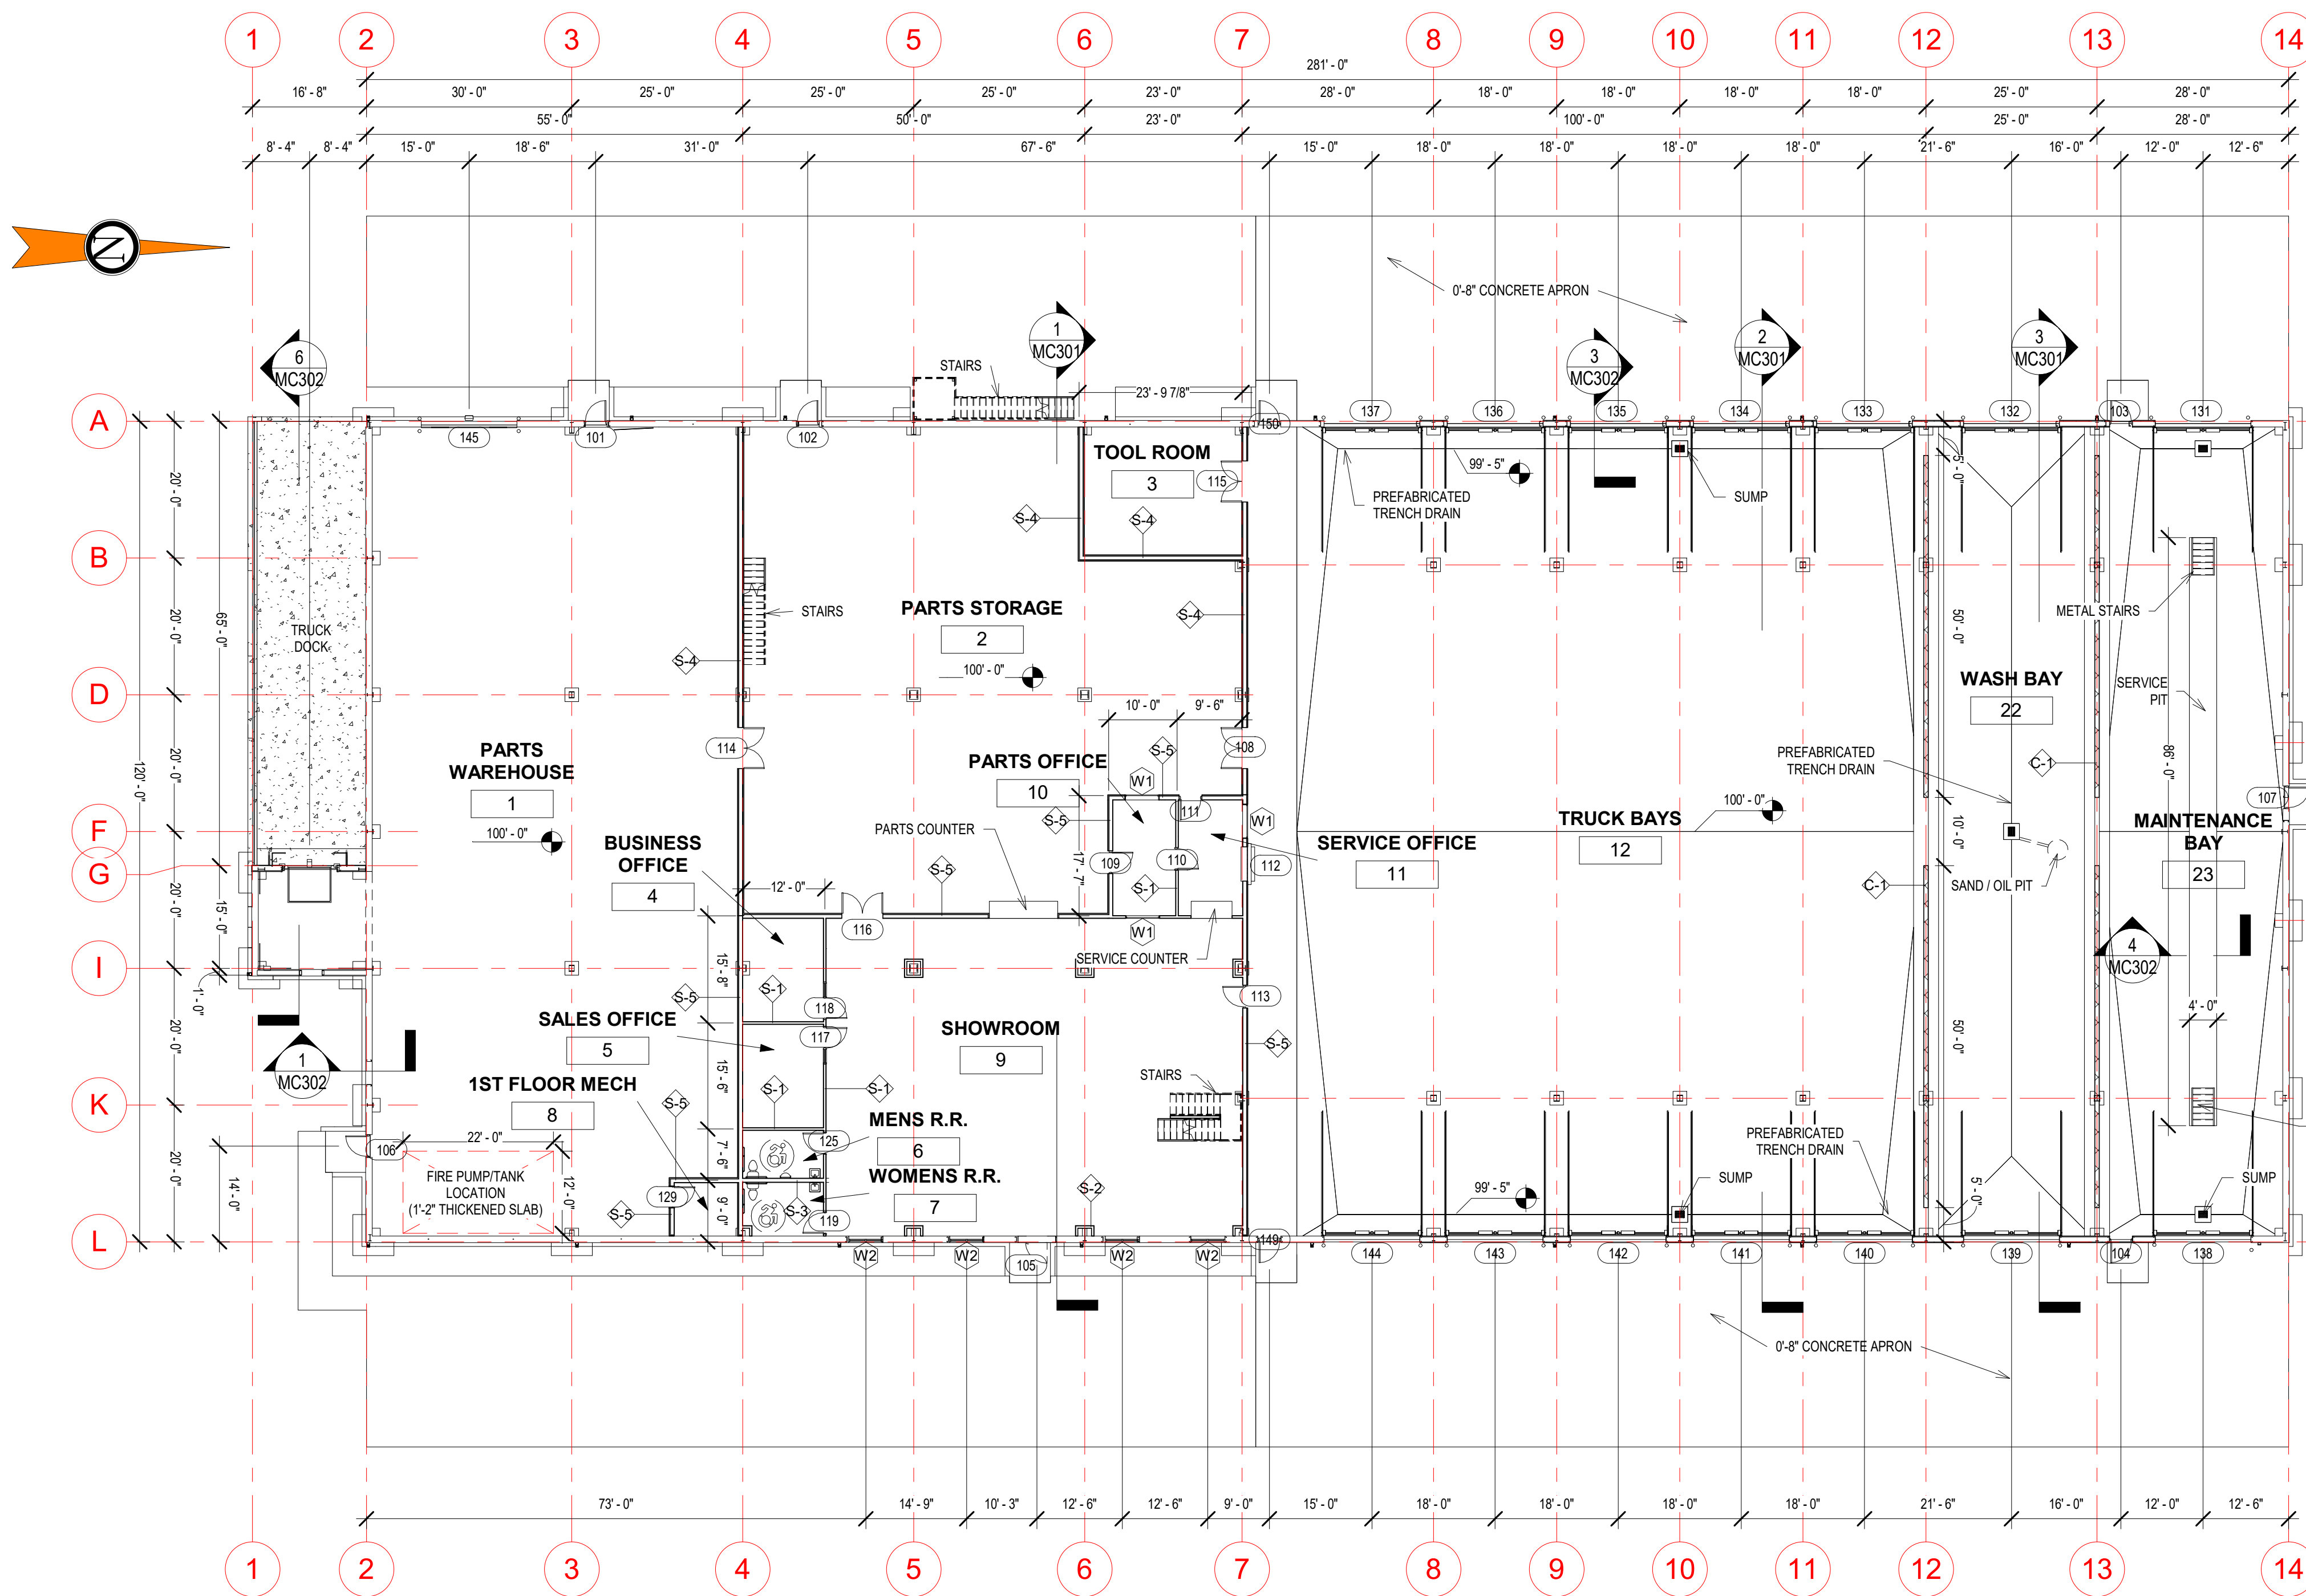 1 2 3 4 5 6 7 8 9 10 11 12 13 14
281' - 0"
16' - 8" 30' - 0" 25' - 0" 25' - 0" 25' - 0" 23' - 0" 28' - 0" 18' - 0" 18' - 0" 18' - 0" 18' - 0" 25' - 0" 28' - 0"
55' - 0" 50' - 0" 23' - 0" 100' - 0" 25' - 0" 28' - 0"
8' - 4" 8' - 4" 15' - 0" 18' - 6" 31' - 0" 67' - 6" 15' - 0" 18' - 0" 18' - 0" 18' - 0" 18' - 0" 21' - 6" 16' - 0" 12' - 0" 12' - 6"
N
0'-8" CONCRETE APRON
6
MC302
1
MC301
3
MC302
2
MC301
3
MC301
STAIRS
23' - 9 7/8"
A
145 101 102 150 137 136 135 134 133 132 103 131
TOOL ROOM
3
115
S-4
S-4
99' - 5"
PREFABRICATED
TRENCH DRAIN
SUMP
5' - 0"
20' - 0"
B
STAIRS
PARTS STORAGE
2
100' - 0"
S-4
S-4
METAL STAIRS
50' - 0"
20' - 0"
65' - 0"
TRUCK
DOCK
D
WASH BAY
22
SERVICE
PIT
10' - 0" 9' - 6"
114
S-5
108
PARTS
WAREHOUSE
1
100' - 0"
PARTS OFFICE
10
W1
111
W1
S-5
PREFABRICATED
TRENCH DRAIN
C-1
86' - 0"
107
20' - 0"
120' - 0"
F
PARTS COUNTER
TRUCK BAYS
12
100' - 0"
10' - 0"
MAINTENANCE
BAY
23
BUSINESS
OFFICE
4
SERVICE OFFICE
11
109
110
112
17' - 7"
S-5
S-1
12' - 0"
G
C-1
SAND / OIL PIT
20' - 0"
15' - 0"
116
W1
SERVICE COUNTER
4
MC302
I
1' - 0"
15' - 8"
S-5
S-1
118
113
4' - 0"
SALES OFFICE
5
117
SHOWROOM
9
S-5
50' - 0"
20' - 0"
1
MC302
15' - 6"
1ST FLOOR MECH
8
S-5
S-1
S-1
STAIRS
K
MENS R.R.
6
125
PREFABRICATED
TRENCH DRAIN
106
22' - 0"
7' - 6"
WOMENS R.R.
7
S-2
SUMP
SUMP
14' - 0"
20' - 0"
FIRE PUMP/TANK
LOCATION
(1'-2" THICKENED SLAB)
12' - 0"
129
S-5
9' - 0"
S-3
119
99' - 5"
5' - 0"
L
W2 W2 105 W2 W2 149 144 143 142 141 140 139 104 138
0'-8" CONCRETE APRON
73' - 0" 14' - 9" 10' - 3" 12' - 6" 12' - 6" 9' - 0" 15' - 0" 18' - 0" 18' - 0" 18' - 0" 18' - 0" 21' - 6" 16' - 0" 12' - 0" 12' - 6"
1 2 3 4 5 6 7 8 9 10 11 12 13 14